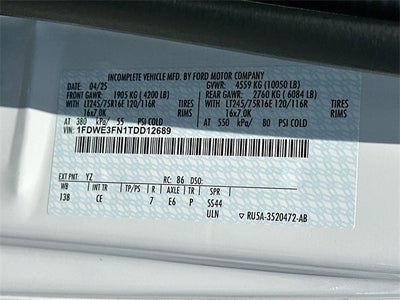 INCOMPLETE VEHICLE MFD. BY FORD MOTOR COMPANY
04/25 GVWR: 4559 KG (10050 LB)
FRONT GAWR: 1905 KG (4200 LB) REAR GAWR: 2760 KG (6084 LB)
WITH LT245/75R16E 120/116R TIRES WITH LT245/75R16E 120/116R TIRES
16x7.0K RIMS 16x7.0K RIMS
AT 380 kPa/ 55 PSI COLD AT 550 kPa/ 80 PSI COLD
VIN: 1FDWE3FN1TDD12689
EXT PNT: YZ RC: 86 DSO:
WB INT TR TP/PS R AXLE TR SPR
138 CE 7 E6 P SS44
ULN RU5A-3520472-AB